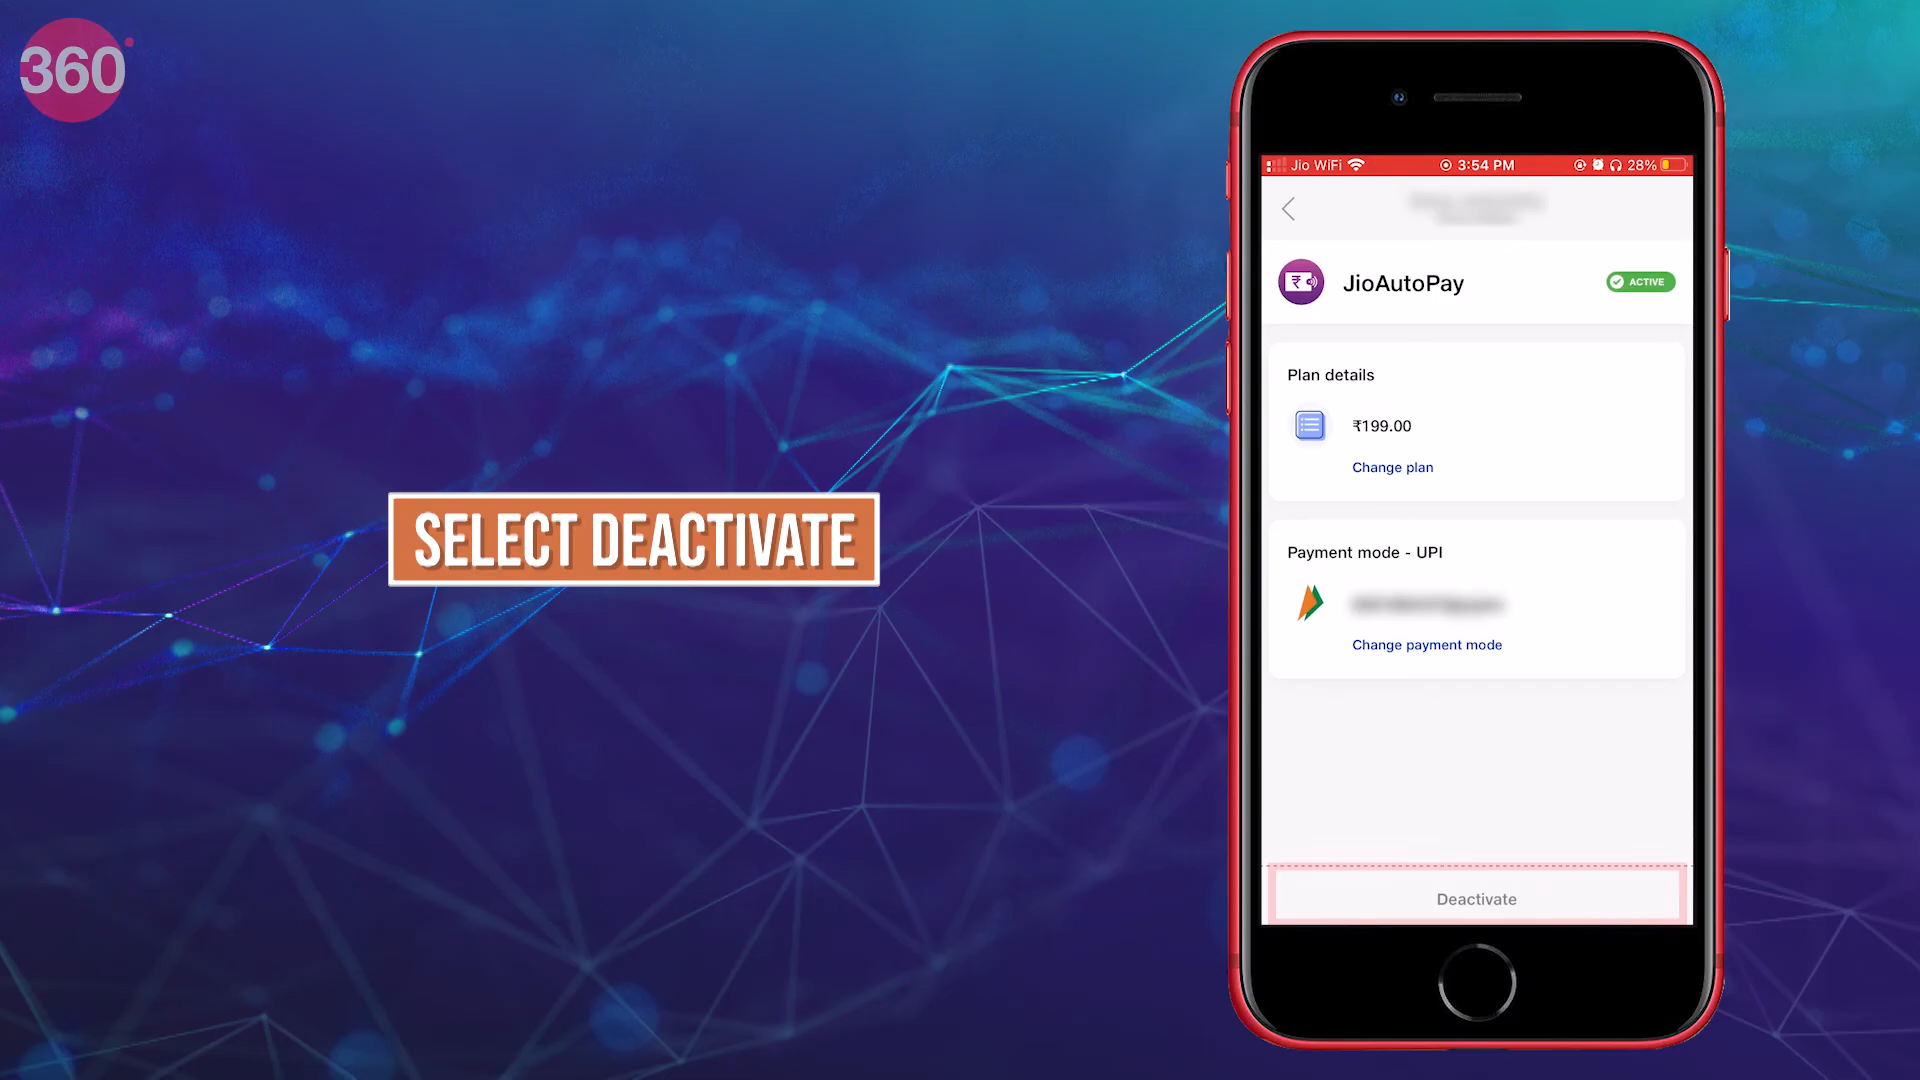 360
SELECT DEACTIVATE
Jio WiFi 3:54 PM 28%
JioAutoPay ACTIVE
Plan details
₹199.00
Change plan
Payment mode - UPI
Change payment mode
Deactivate